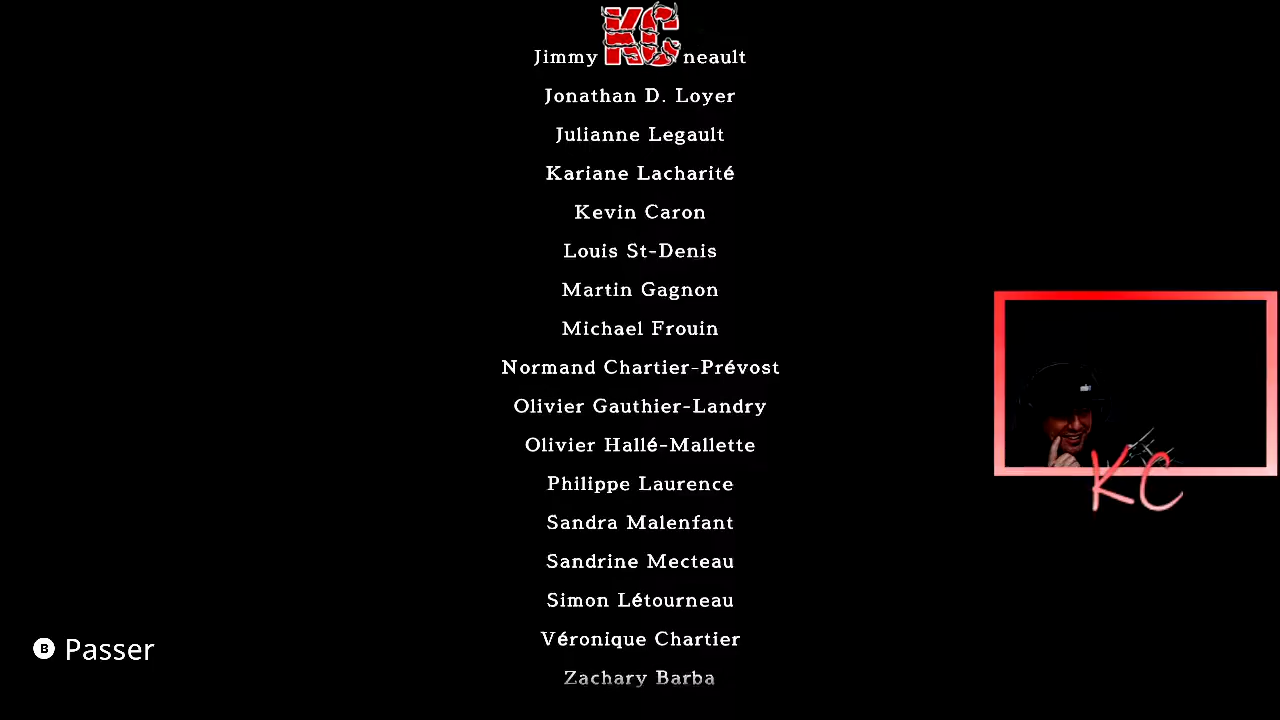 KC
Jimmy neault
Jonathan D. Loyer
Julianne Legault
Kariane Lacharité
Kevin Caron
Louis St-Denis
Martin Gagnon
Michael Frouin
Normand Chartier-Prévost
Olivier Gauthier-Landry
Olivier Hallé-Mallette
Philippe Laurence
Sandra Malenfant
Sandrine Mecteau
Simon Létourneau
Véronique Chartier
Zachary Barba
KC
B Passer